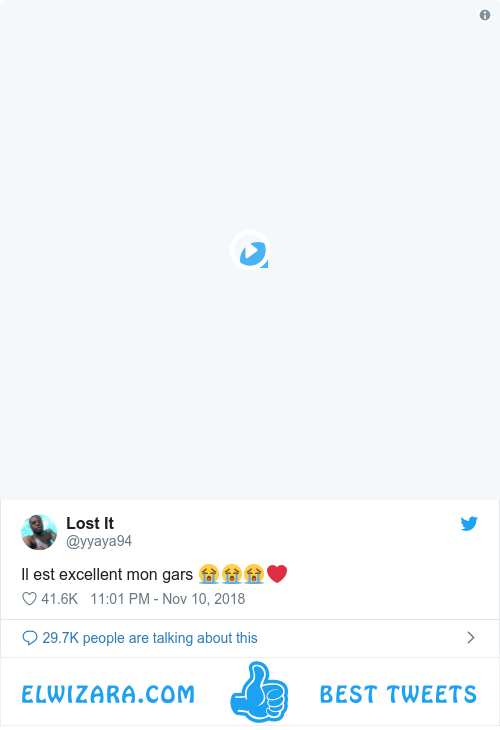 Lost It
@yyaya94
Il est excellent mon gars 😭😭😭❤️
41.6K 11:01 PM - Nov 10, 2018
29.7K people are talking about this
ELWIZARA.COM BEST TWEETS